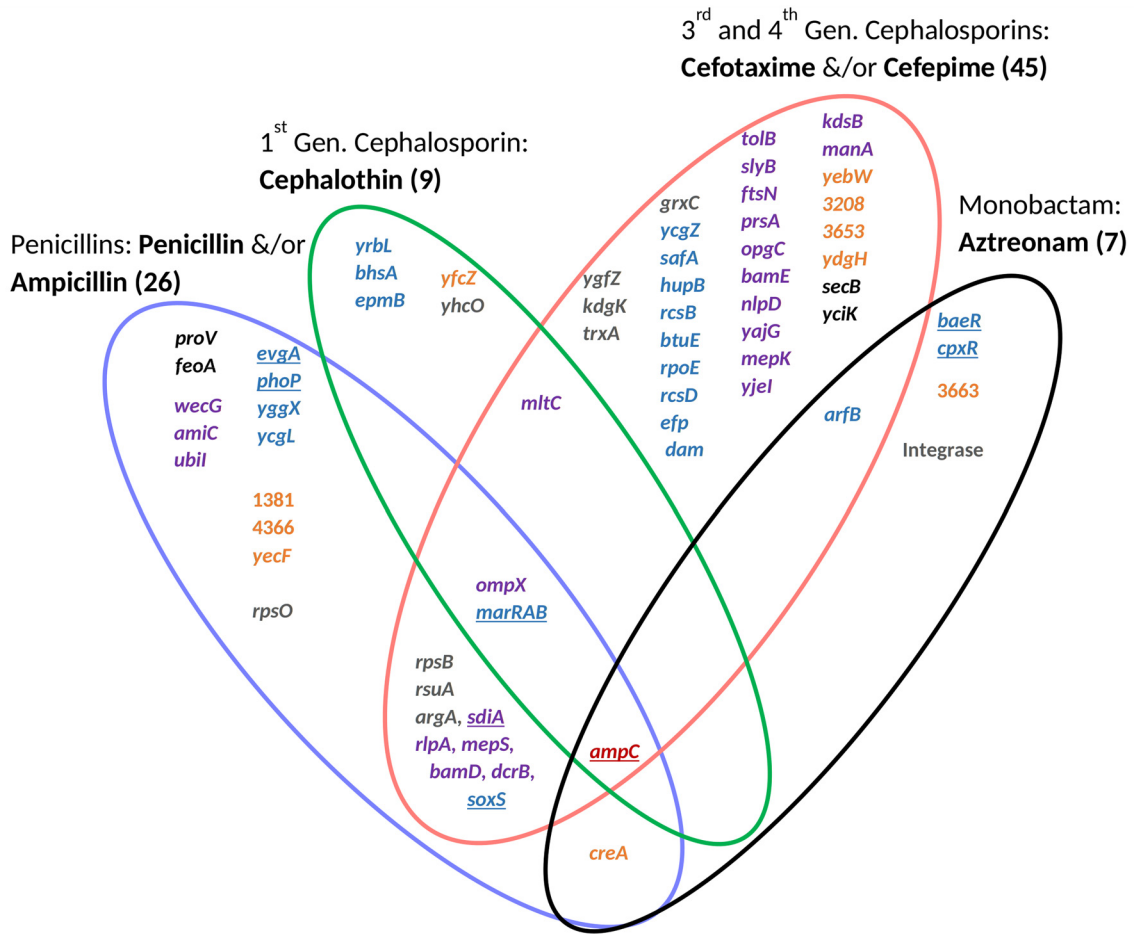 3rd and 4th Gen. Cephalosporins:
Cefotaxime &/or Cefepime (45)
1st Gen. Cephalosporin:
Cephalothin (9)
Monobactam:
Aztreonam (7)
Penicillins: Penicillin &/or
Ampicillin (26)
proV
feoA
wecG
amiC
ubiI
evgA
phoP
yggX
ycgL
1381
4366
yecF
rpsO
yrbL
bhsA
epmB
yfcZ
yhcO
mltC
ygfZ
kdgK
trxA
grxC
ycgZ
safA
hupB
rcsB
btuE
rpoE
rcsD
efp
dam
tolB
slyB
ftsN
prsA
opgC
bamE
nlpD
yajG
mepK
yjeI
kdsB
manA
yebW
3208
3653
ydgH
secB
yciK
arfB
baeR
cpxR
3663
Integrase
ompX
marRAB
rpsB
rsuA
argA, sdiA
rlpA, mepS,
bamD, dcrB,
soxS
ampC
creA